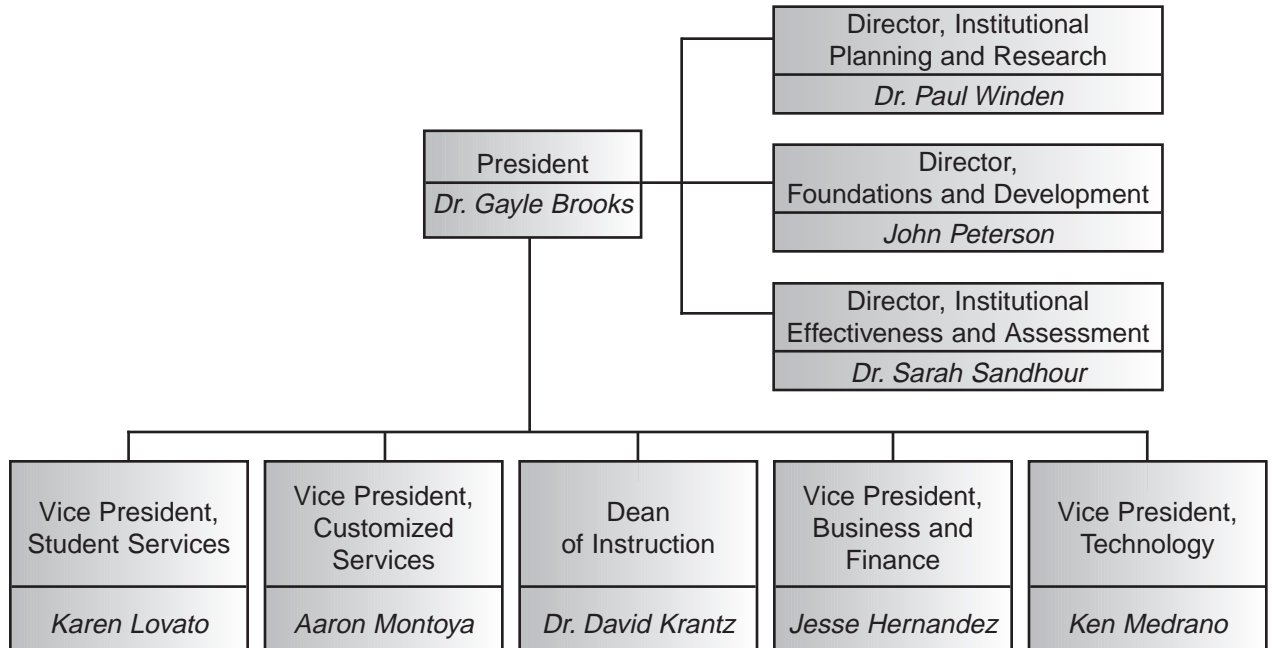 Director, Institutional
Planning and Research
Dr. Paul Winden
President
Dr. Gayle Brooks
Director,
Foundations and Development
John Peterson
Director, Institutional
Effectiveness and Assessment
Dr. Sarah Sandhour
Vice President,
Student Services
Karen Lovato
Vice President,
Customized
Services
Aaron Montoya
Dean
of Instruction
Dr. David Krantz
Vice President,
Business and
Finance
Jesse Hernandez
Vice President,
Technology
Ken Medrano